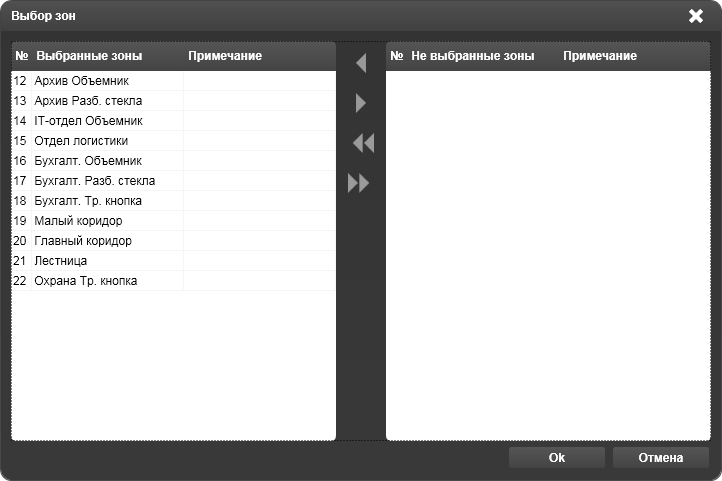 Выбор зон
№ Выбранные зоны Примечание
№ Не выбранные зоны Примечание
12 Архив Объемник
13 Архив Разб. стекла
14 IT-отдел Объемник
15 Отдел логистики
16 Бухгалт. Объемник
17 Бухгалт. Разб. стекла
18 Бухгалт. Тр. кнопка
19 Малый коридор
20 Главный коридор
21 Лестница
22 Охрана Тр. кнопка
Ok
Отмена